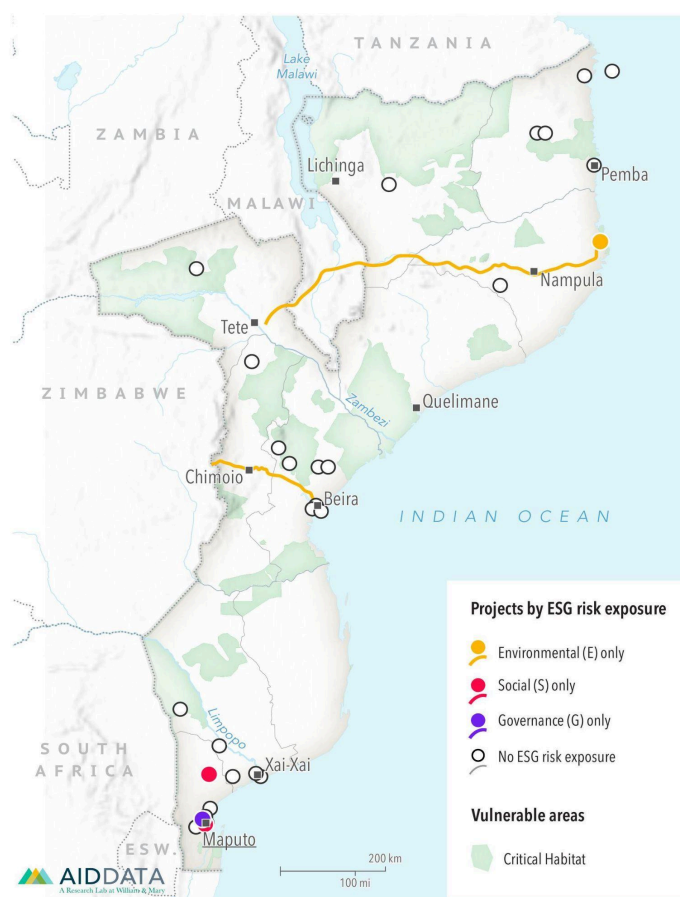 TANZANIA
Lake
Malawi
ZAMBIA
Lichinga
Pemba
MALAWI
Nampula
Tete
ZIMBABWE
Quelimane
Zambezi
Chimoio
Beira
INDIAN OCEAN
Projects by ESG risk exposure
Environmental (E) only
Social (S) only
Governance (G) only
No ESG risk exposure
Vulnerable areas
Critical Habitat
Limpopo
SOUTH
AFRICA
Xai-Xai
Maputo
ESW.
200 km
100 mi
AIDDATA
A Research Lab at William & Mary